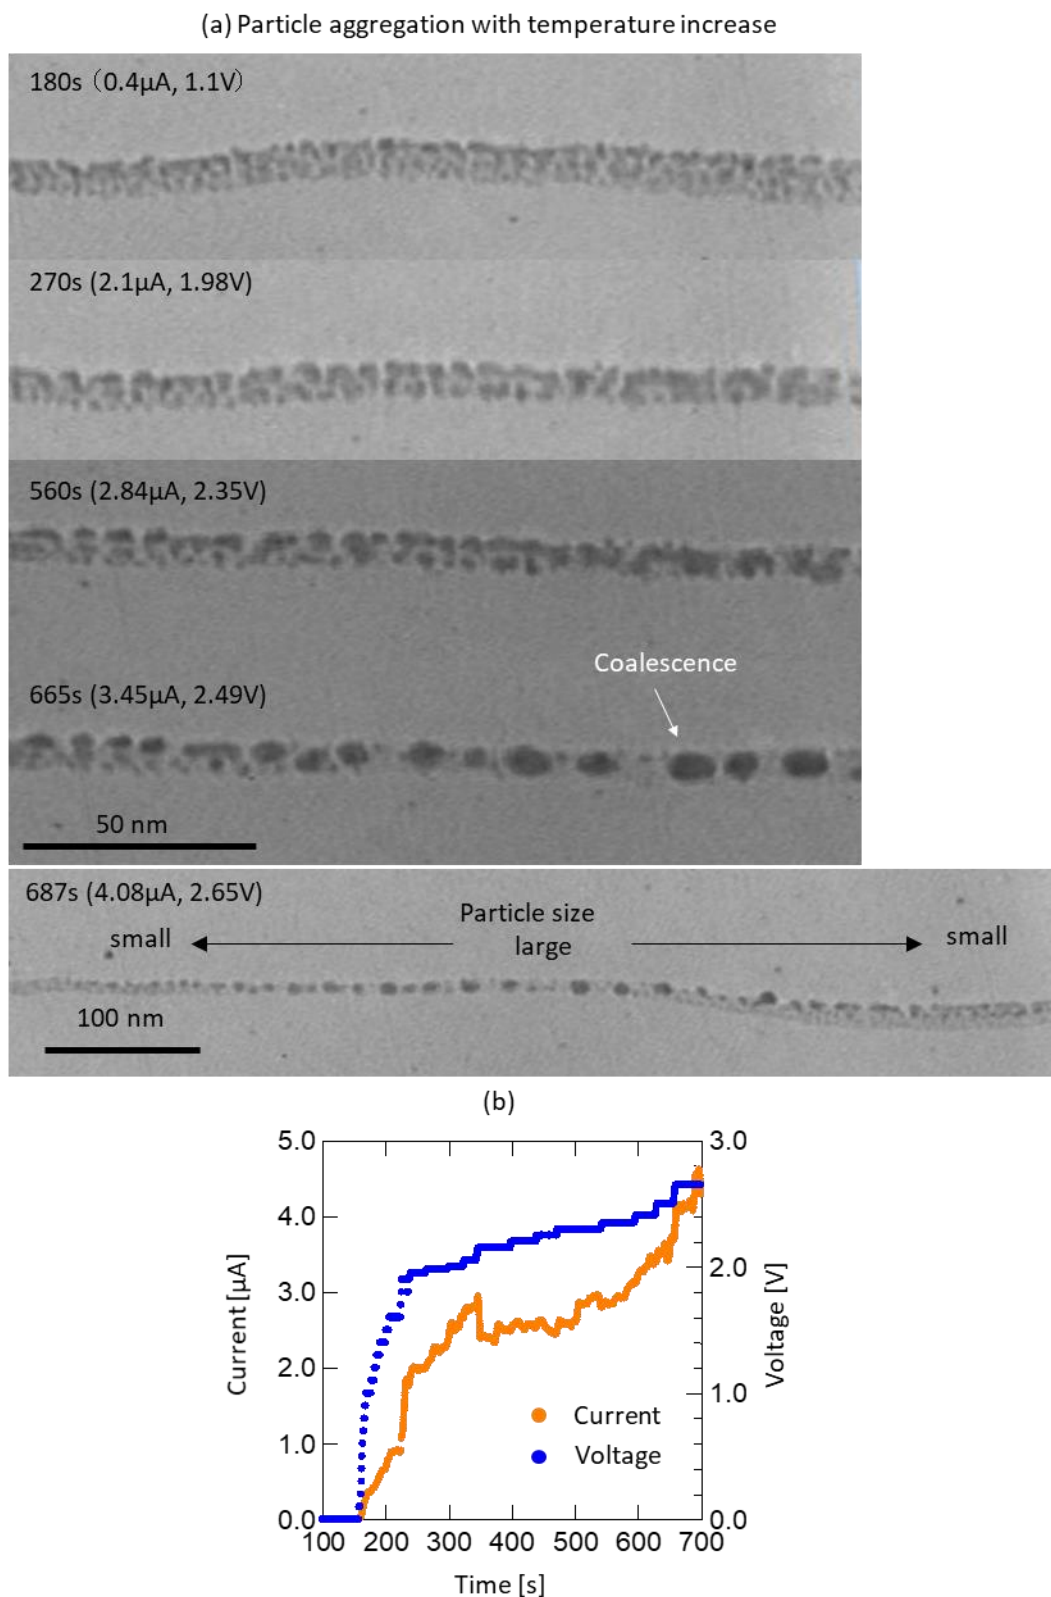 (a) Particle aggregation with temperature increase
180s（0.4μA, 1.1V）
270s (2.1μA, 1.98V)
560s (2.84μA, 2.35V)
Coalescence
665s (3.45μA, 2.49V)
50 nm
687s (4.08μA, 2.65V)
Particle size
small
large
small
100 nm
(b)
5.0
3.0
4.0
2.0
3.0
Current [μA]
Voltage [V]
2.0
1.0
Current
1.0
Voltage
0.0
0.0
100 200 300 400 500 600 700
Time [s]